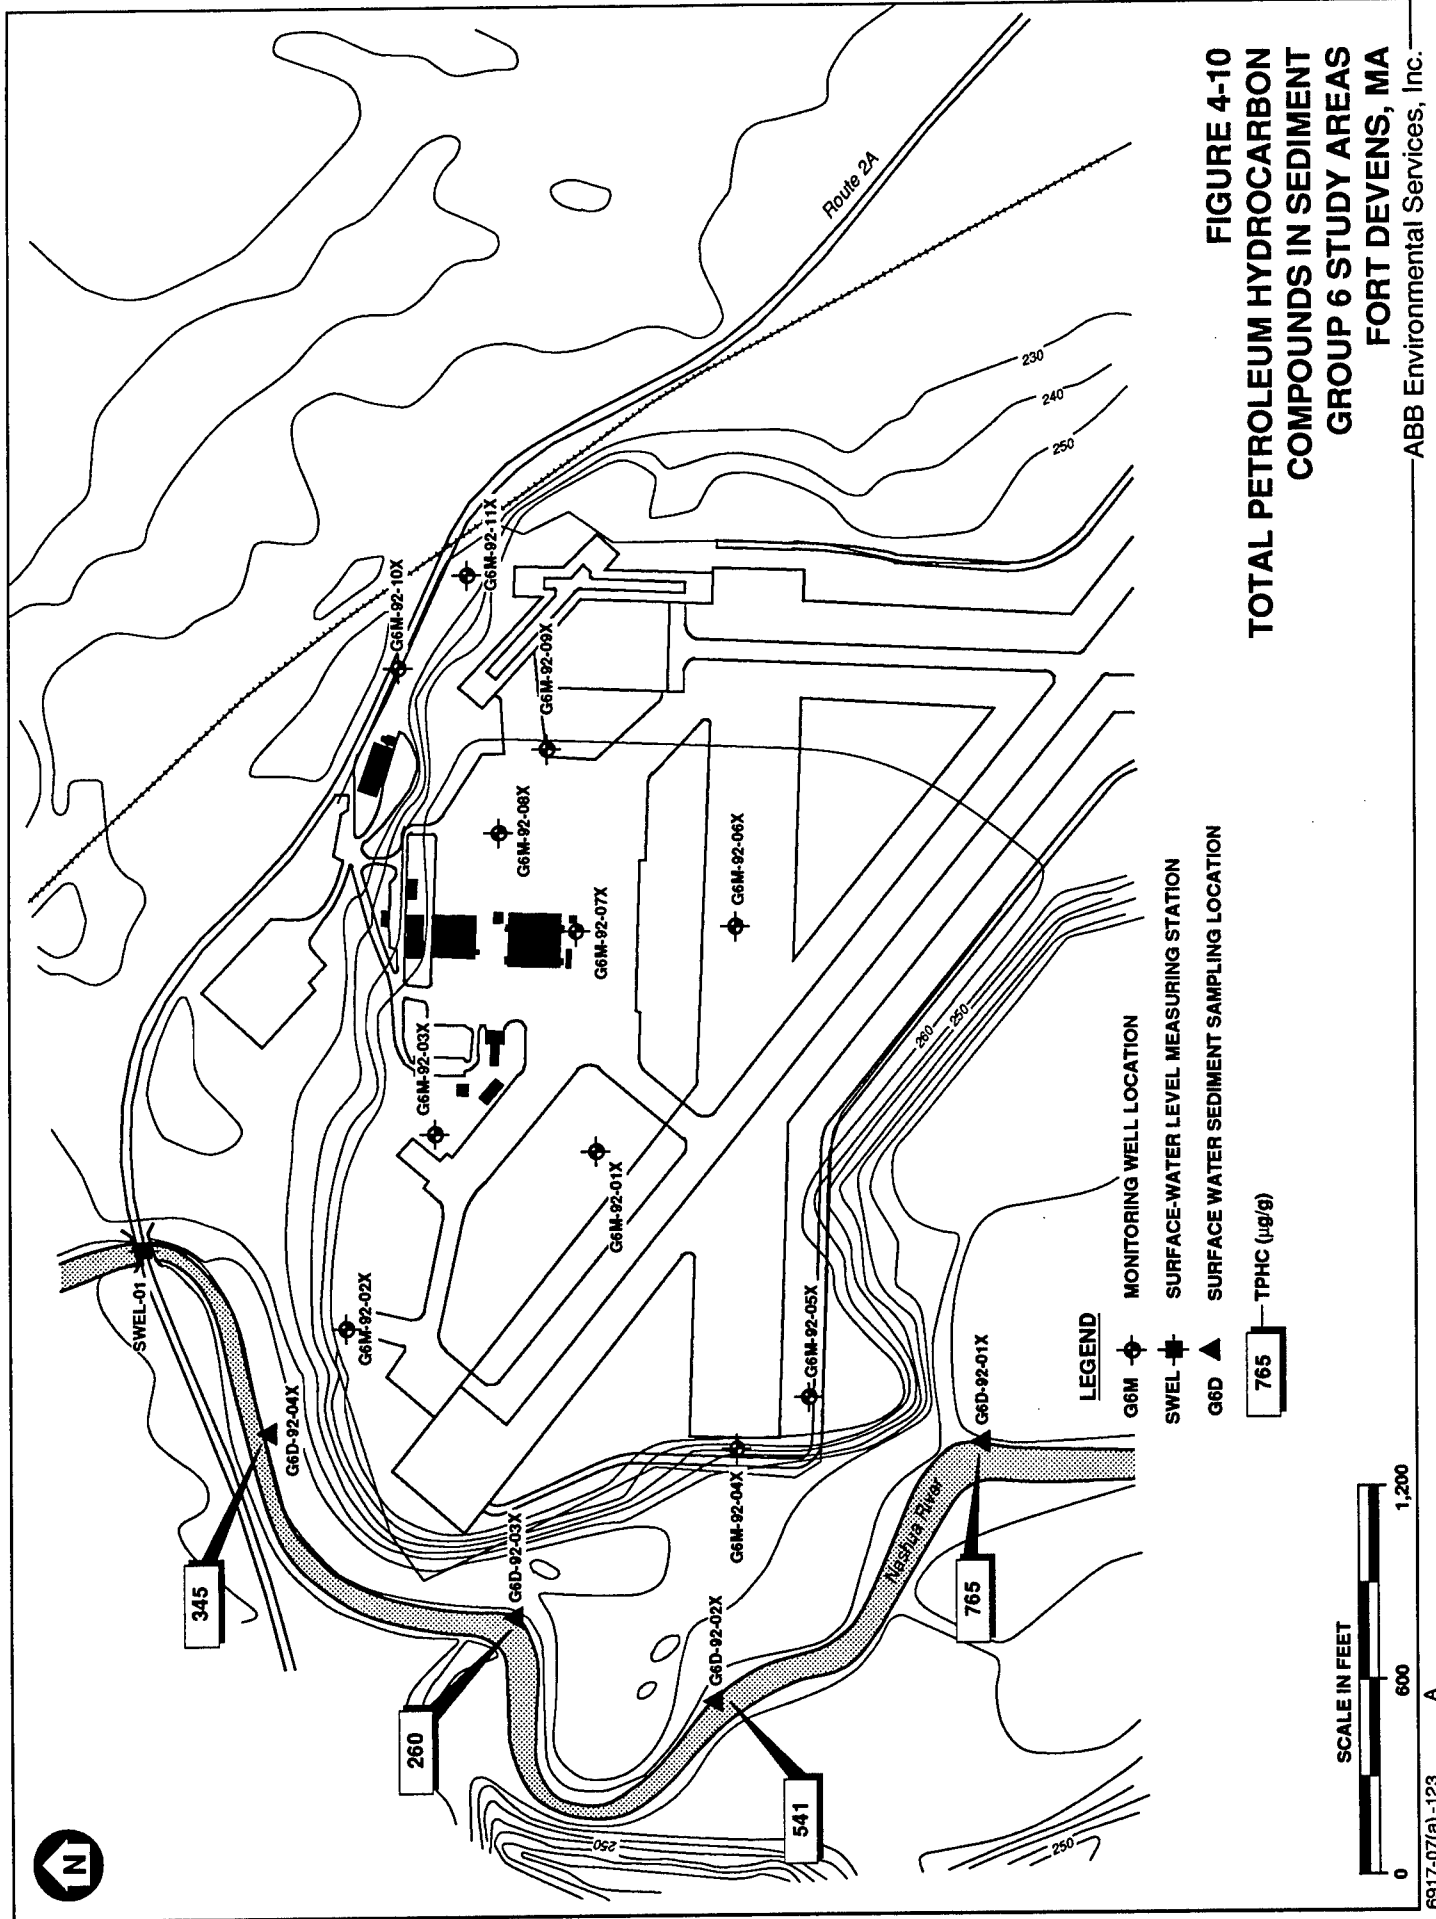 N
SWEL-01
G6D-92-04X
345
G6M-92-02X
G6M-92-03X
G6M-92-10X
G6M-92-11X
Route 2A
260
G6D-92-03X
G6M-92-01X
G6M-92-07X
G6M-92-08X
G6M-92-09X
G6M-92-06X
250
541
G6D-92-02X
G6M-92-04X
G6M-92-05X
Nashua River
765
G6D-92-01X
260
250
230
240
250
250
LEGEND
G6M MONITORING WELL LOCATION
SWEL SURFACE-WATER LEVEL MEASURING STATION
G6D SURFACE WATER SEDIMENT SAMPLING LOCATION
765 TPHC (µg/g)
SCALE IN FEET
0 600 1,200
FIGURE 4-10
TOTAL PETROLEUM HYDROCARBON
COMPOUNDS IN SEDIMENT
GROUP 6 STUDY AREAS
FORT DEVENS, MA
ABB Environmental Services, Inc.
6917-07(a)-123 A